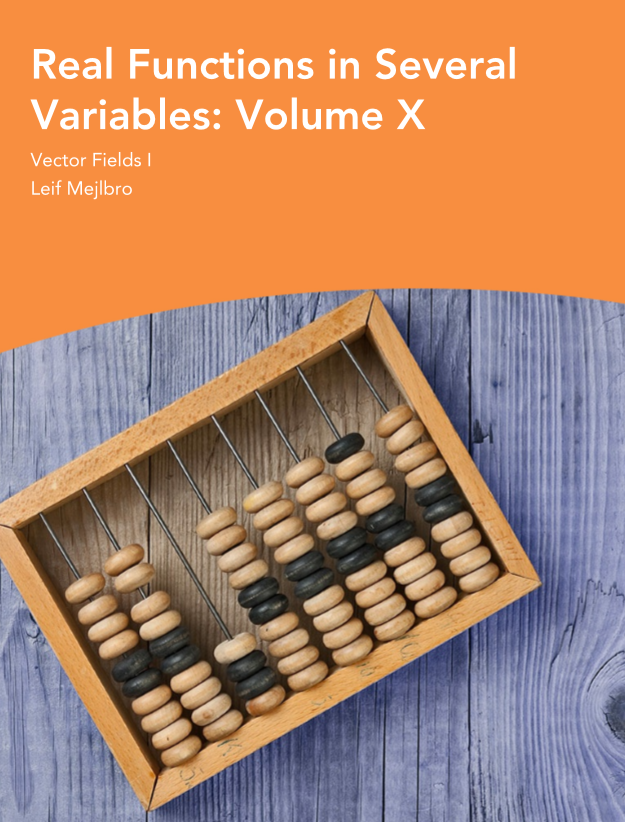 Real Functions in Several
Variables: Volume X
Vector Fields I
Leif Mejlbro